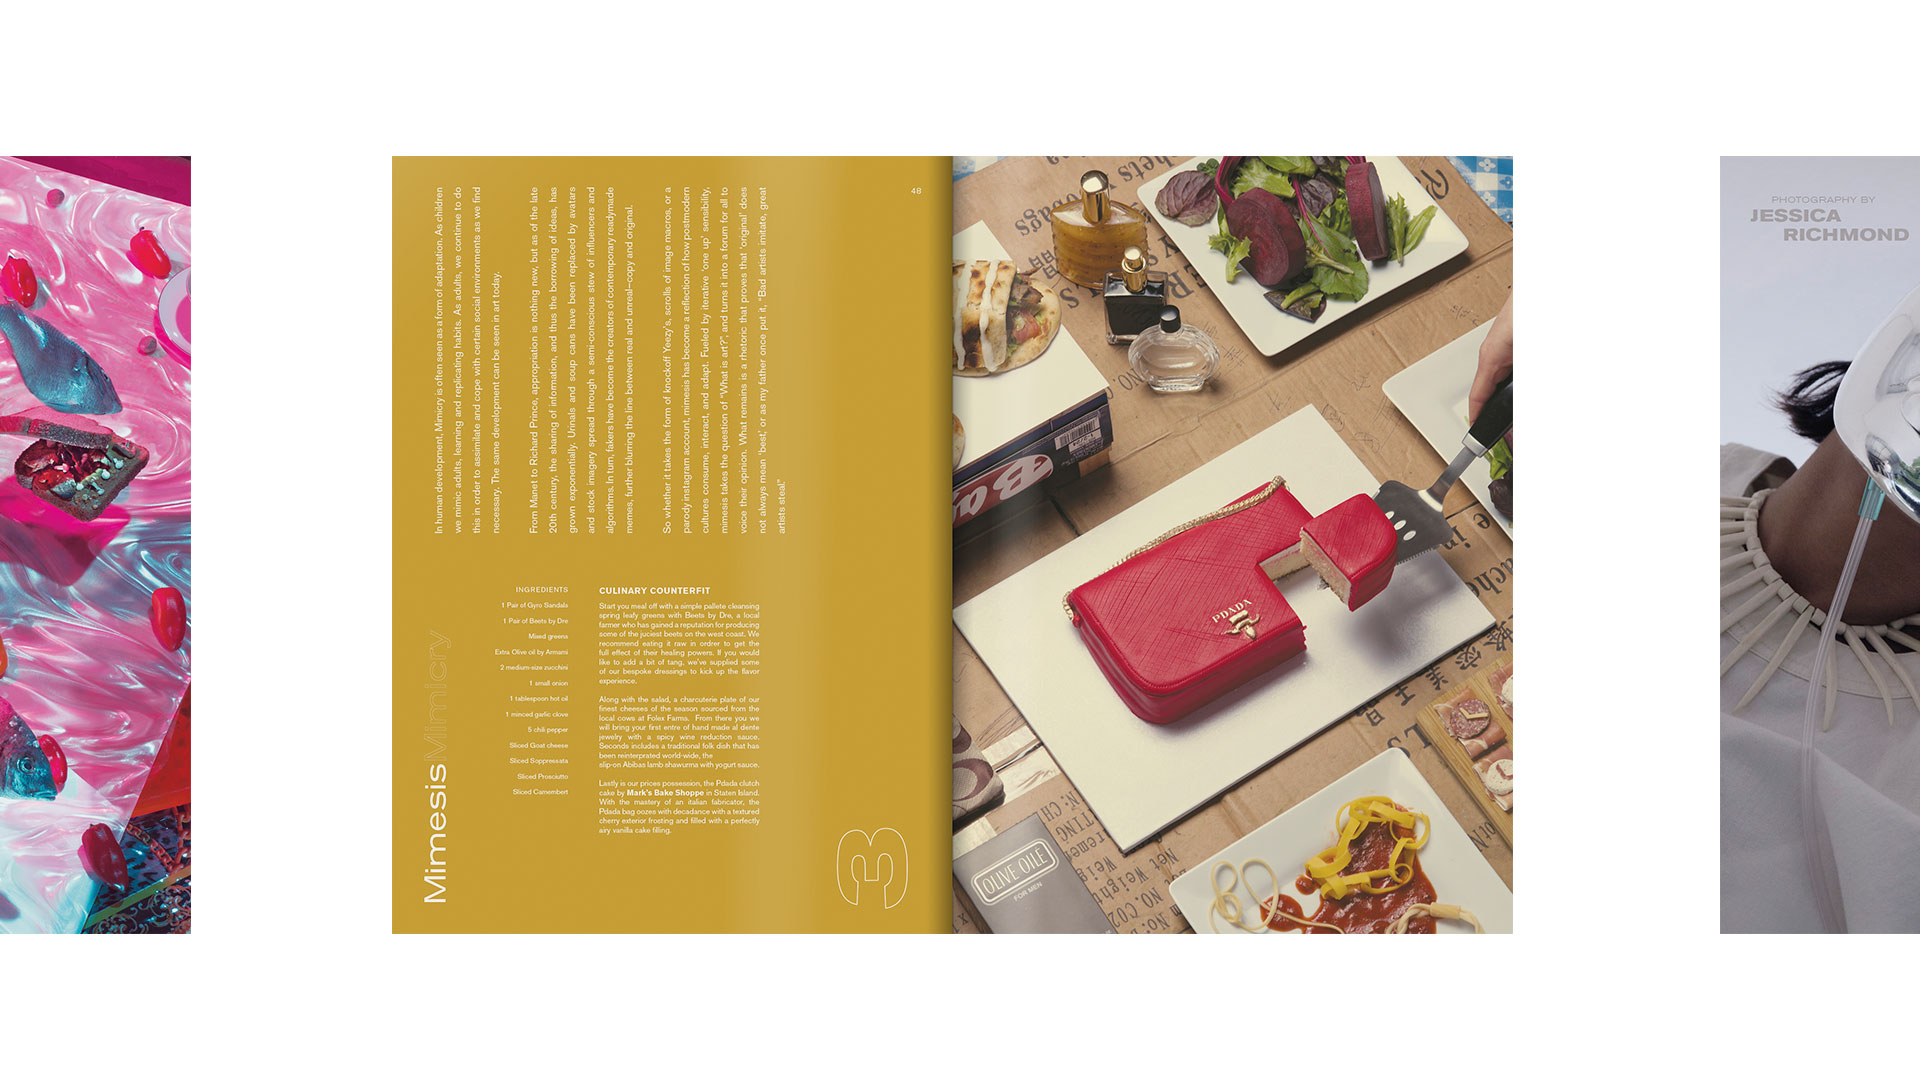 48
In human development, Mimicry is often seen as a form of adaptation. As children
we mimic adults, learning and replicating habits. As adults, we continue to do
this in order to assimilate and cope with certain social environments as we find
necessary. The same development can be seen in art today.
From Manet to Richard Prince, appropriation is nothing new, but as of the late
20th century, the sharing of information, and thus the borrowing of ideas, has
grown exponentially. Urinals and soup cans have been replaced by avatars
and stock imagery spread through a semi-conscious stew of influencers and
algorithms. In turn, fakers have become the creators of contemporary readymade
memes, further blurring the line between real and unreal—copy and original.
So whether it takes the form of knockoff Yeezy's, scrolls of image macros, or a
parody instagram account, mimesis has become a reflection of how postmodern
cultures consume, interact, and adapt. Fueled by iterative 'one up' sensibility,
mimesis takes the question of "What is art?", and turns it into a forum for all to
voice their opinion. What remains is a rhetoric that proves that 'original' does
not always mean 'best,' or as my father once put it, "Bad artists imitate, great
artists steal."
MimesisMimicry
INGREDIENTS
1 Pair of Gyro Sandals
1 Pair of Beets by Dre
Mixed greens
Extra Olive oil by Armami
2 medium-size zucchini
1 small onion
1 tablespoon hot oil
1 minced garlic clove
5 chili pepper
Sliced Goat cheese
Sliced Soppressata
Sliced Prosciutto
Sliced Camembert
CULINARY COUNTERFIT
Start you meal off with a simple pallete cleansing
spring leafy greens with Beets by Dre, a local
farmer who has gained a reputation for producing
some of the juciest beets on the west coast. We
recommend eating it raw in orderr to get the
full effect of their healing powers. If you would
like to add a bit of tang, we've supplied some
of our bespoke dressings to kick up the flavor
experience.
Along with the salad, a charcuterie plate of our
finest cheeses of the season sourced from the
local cows at Folex Farms. From there you we
will bring your first entre of hand made al dente
jewelry with a spicy wine reduction sauce.
Seconds includes a traditional folk dish that has
been reinterprated world-wide, the
slip-on Abibas lamb shawurma with yogurt sauce.
Lastly is our prices possession, the Pdada clutch
cake by Mark's Bake Shoppe in Staten Island.
With the mastery of an italian fabricator, the
Pdada bag oozes with decadance with a textured
cherry exterior frosting and filled with a perfectly
airy vanilla cake filling.
3
PDADA
OLIVE OILE
FOR MEN
PHOTOGRAPHY BY
JESSICA
RICHMOND